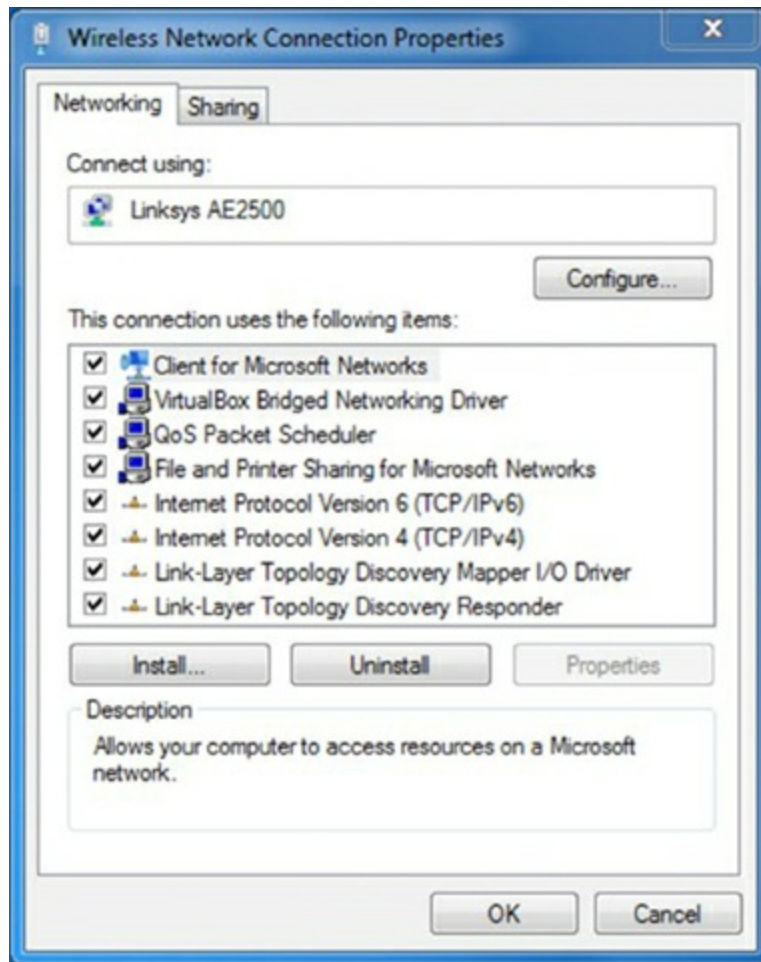 Wireless Network Connection Properties
Networking
Sharing
Connect using:
Linksys AE2500
Configure...
This connection uses the following items:
Client for Microsoft Networks
VirtualBox Bridged Networking Driver
QoS Packet Scheduler
File and Printer Sharing for Microsoft Networks
Internet Protocol Version 6 (TCP/IPv6)
Internet Protocol Version 4 (TCP/IPv4)
Link-Layer Topology Discovery Mapper I/O Driver
Link-Layer Topology Discovery Responder
Install...
Uninstall
Properties
Description
Allows your computer to access resources on a Microsoft
network.
OK
Cancel